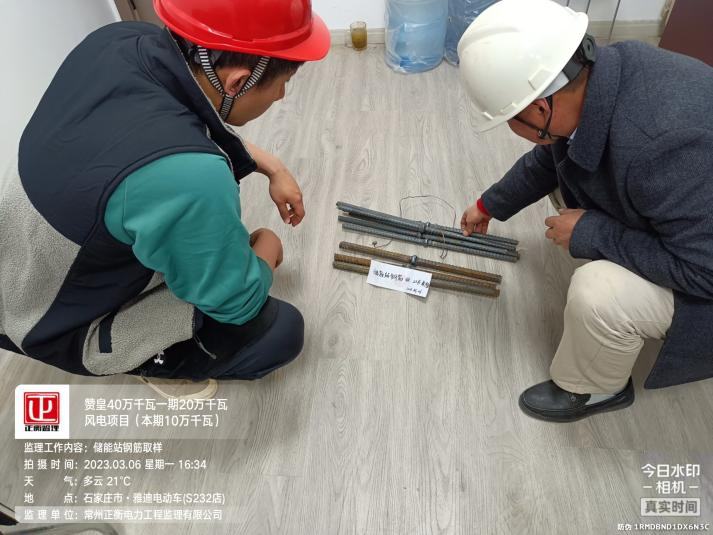 正衡监理
赞皇40万千瓦一期20万千瓦
风电项目(本期10万千瓦)
监理工作内容：储能站钢筋取样
拍摄时间：2023.03.06 星期一 16:34
天气：多云 21℃
地点：石家庄市·雅迪电动车(S232店)
监理单位：常州正衡电力工程监理有限公司
今日水印
相机
真实时间
防伪 1RMDBND1DX6N3C